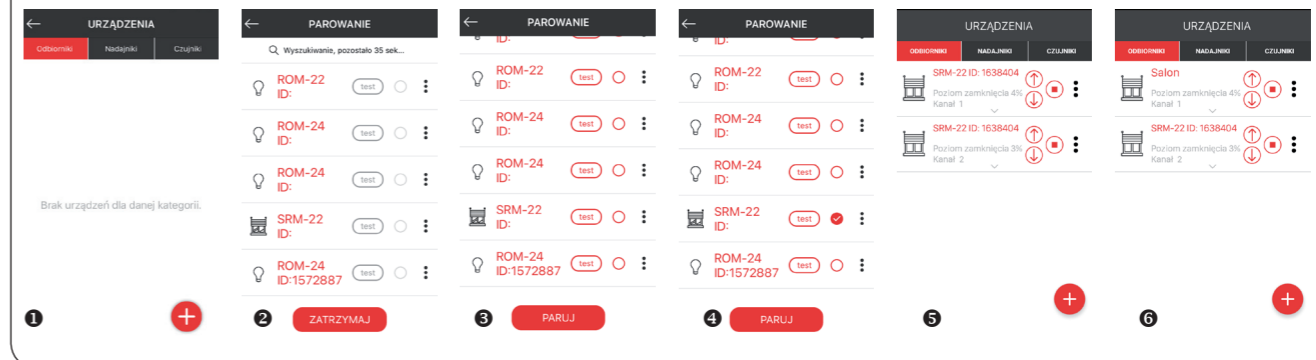 URZĄDZENIA
Odbiorniki Nadajniki Czujniki
Brak urządzeń dla danej kategorii.
+
❶
PAROWANIE
Wyszukiwanie, pozostało 35 sek...
ROM-22
ID:
test
ROM-24
ID:
test
ROM-24
ID:
test
SRM-22
ID:
test
ROM-24
ID:1572887
test
❷
ZATRZYMAJ
PAROWANIE
ID:
ROM-22
ID:
test
ROM-24
ID:
test
ROM-24
ID:
test
SRM-22
ID:
test
ROM-24
ID:1572887
test
❸
PARUJ
PAROWANIE
ID:
ROM-22
ID:
test
ROM-24
ID:
test
ROM-24
ID:
test
SRM-22
ID:
test
ROM-24
ID:1572887
test
❹
PARUJ
URZĄDZENIA
ODBIORNIKI NADAJNIKI CZUJNIKI
SRM-22 ID: 1638404
Poziom zamknięcia 4%
Kanał 1
SRM-22 ID: 1638404
Poziom zamknięcia 3%
Kanał 2
+
❺
URZĄDZENIA
ODBIORNIKI NADAJNIKI CZUJNIKI
Salon
Poziom zamknięcia 4%
Kanał 1
SRM-22 ID: 1638404
Poziom zamknięcia 3%
Kanał 2
+
❻